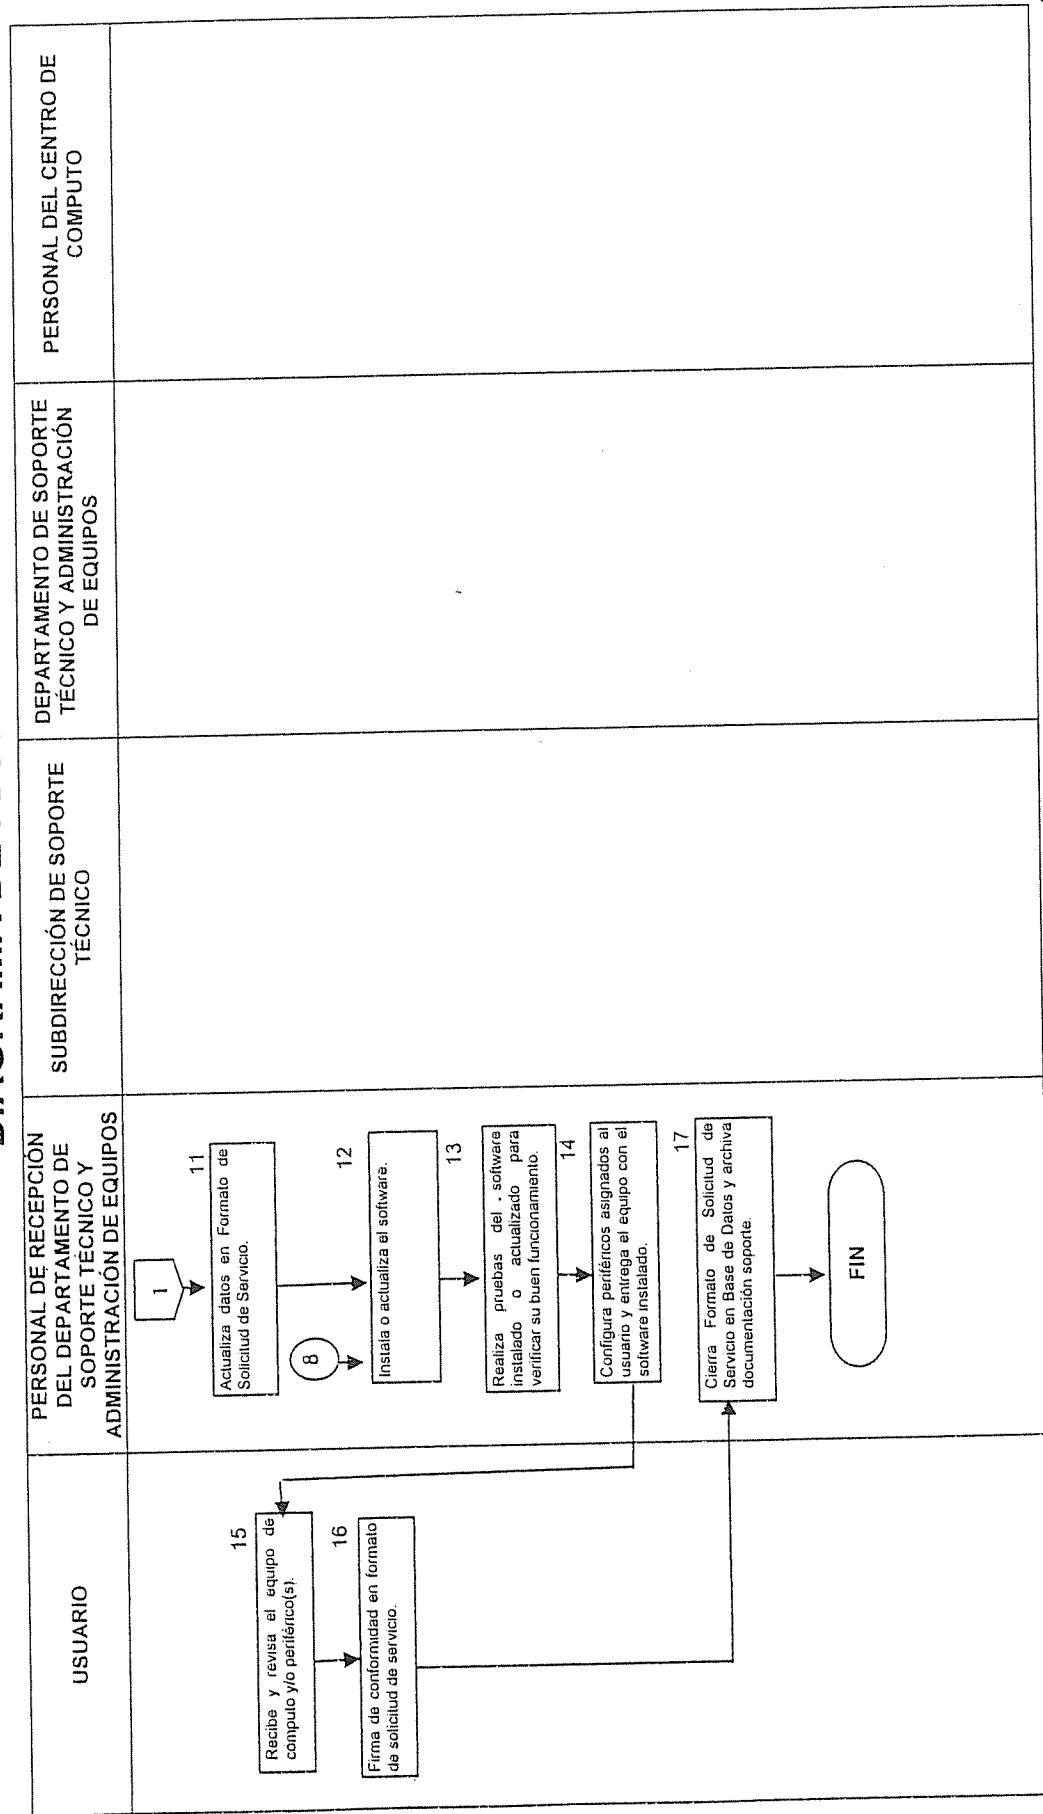 USUARIO
PERSONAL DE RECEPCIÓN
DEL DEPARTAMENTO DE
SOPORTE TÉCNICO Y
ADMINISTRACIÓN DE EQUIPOS
SUBDIRECCIÓN DE SOPORTE
TÉCNICO
DEPARTAMENTO DE SOPORTE
TÉCNICO Y ADMINISTRACIÓN
DE EQUIPOS
PERSONAL DEL CENTRO DE
COMPUTO
1
11
Actualiza datos en Formato de
Solicitud de Servicio.
8
12
Instala o actualiza el software.
13
Realiza pruebas del . software
instalado o actualizado para
verificar su buen funcionamiento.
14
Configura periféricos asignados al
usuario y entrega el equipo con el
software instalado.
15
Recibe y revisa el equipo de
cómputo y/o periférico(s).
16
Firma de conformidad en formato
de solicitud de servicio.
17
Cierra Formato de Solicitud de
Servicio en Base de Datos y archiva
documentación soporte.
FIN